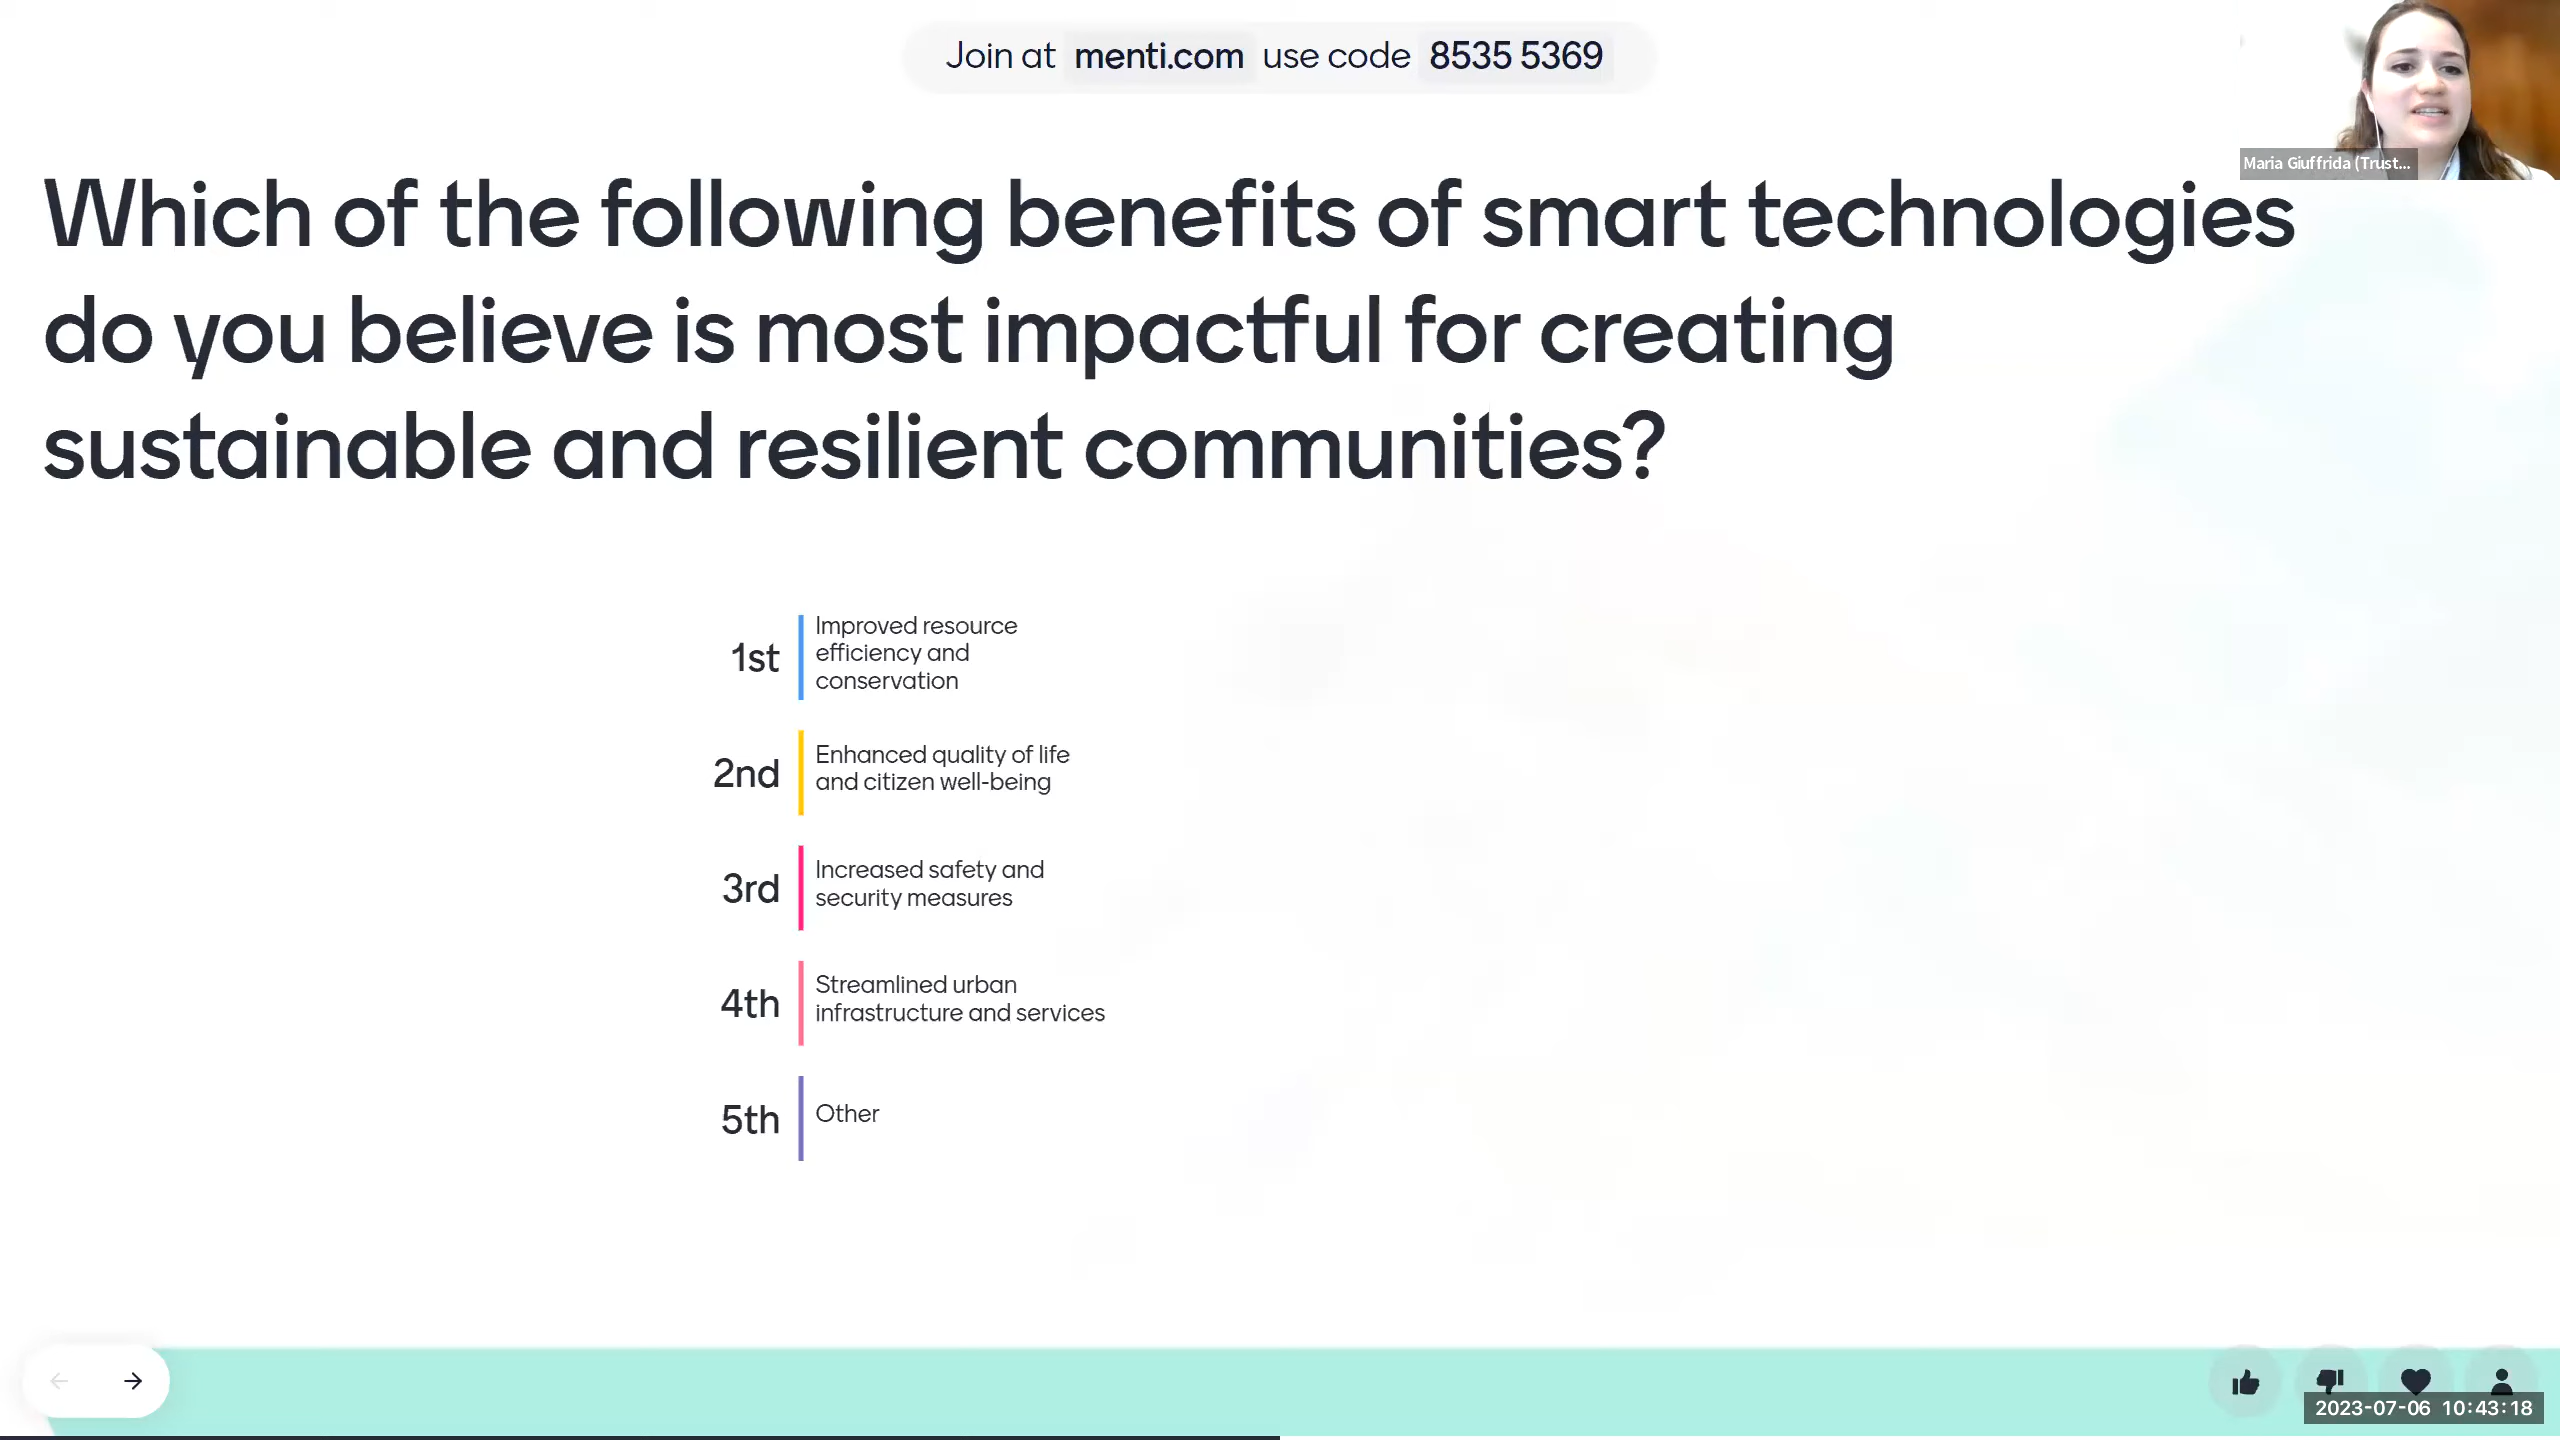 Join at menti.com use code 8535 5369
Maria Giuffrida (Trust...
Which of the following benefits of smart technologies
do you believe is most impactful for creating
sustainable and resilient communities?
1st
Improved resource
efficiency and
conservation
2nd
Enhanced quality of life
and citizen well-being
3rd
Increased safety and
security measures
4th
Streamlined urban
infrastructure and services
5th
Other
2023-07-06 10:43:18